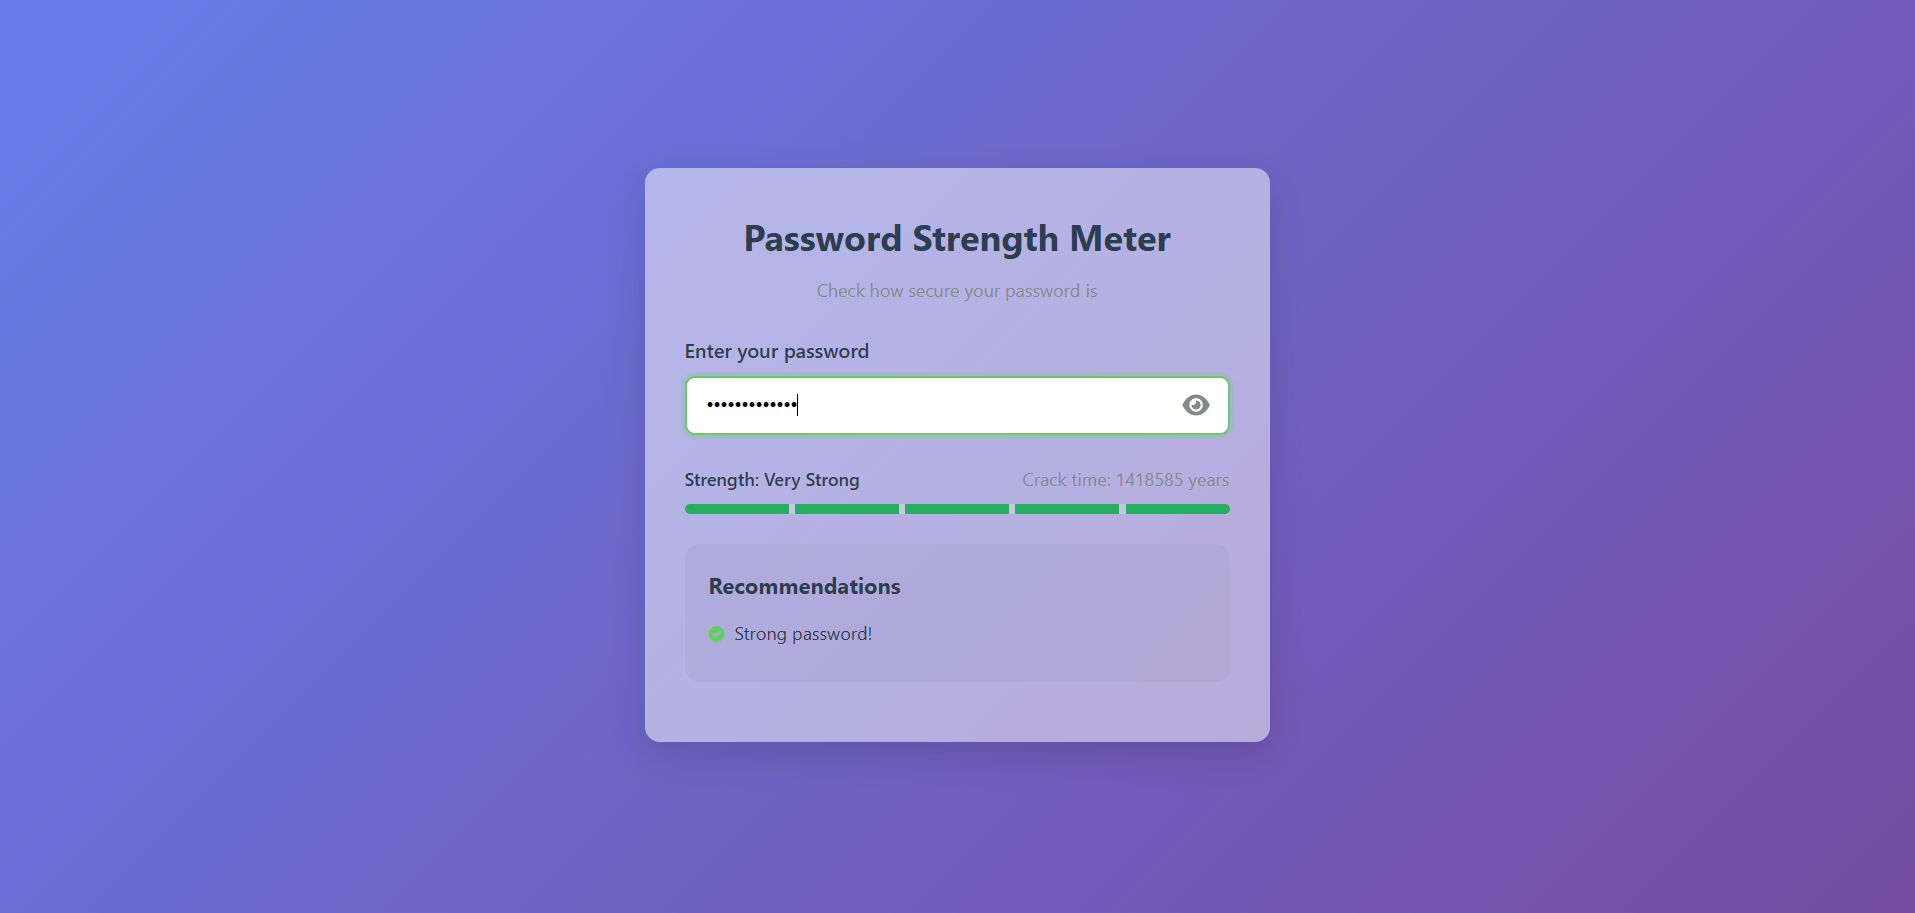 Password Strength Meter
Check how secure your password is
Enter your password
•••••••••••••
Strength: Very Strong
Crack time: 1418585 years
Recommendations
Strong password!